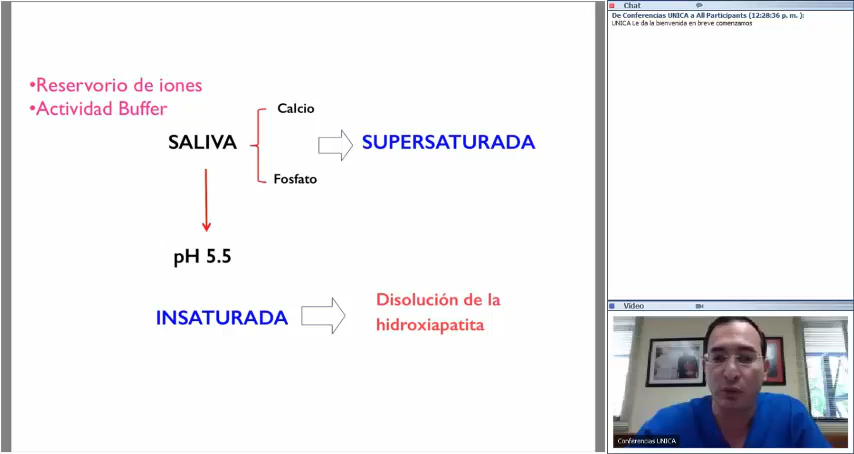 •Reservorio de iones
•Actividad Buffer
Calcio
SALIVA
SUPERSATURADA
Fosfato
pH 5.5
INSATURADA
Disolución de la
hidroxiapatita
Chat
De Conferencias UNICA a All Participants (12:28:36 p. m. ):
UNICA Le da la bienvenida en breve comenzamos
Video
Conferencias UNICA